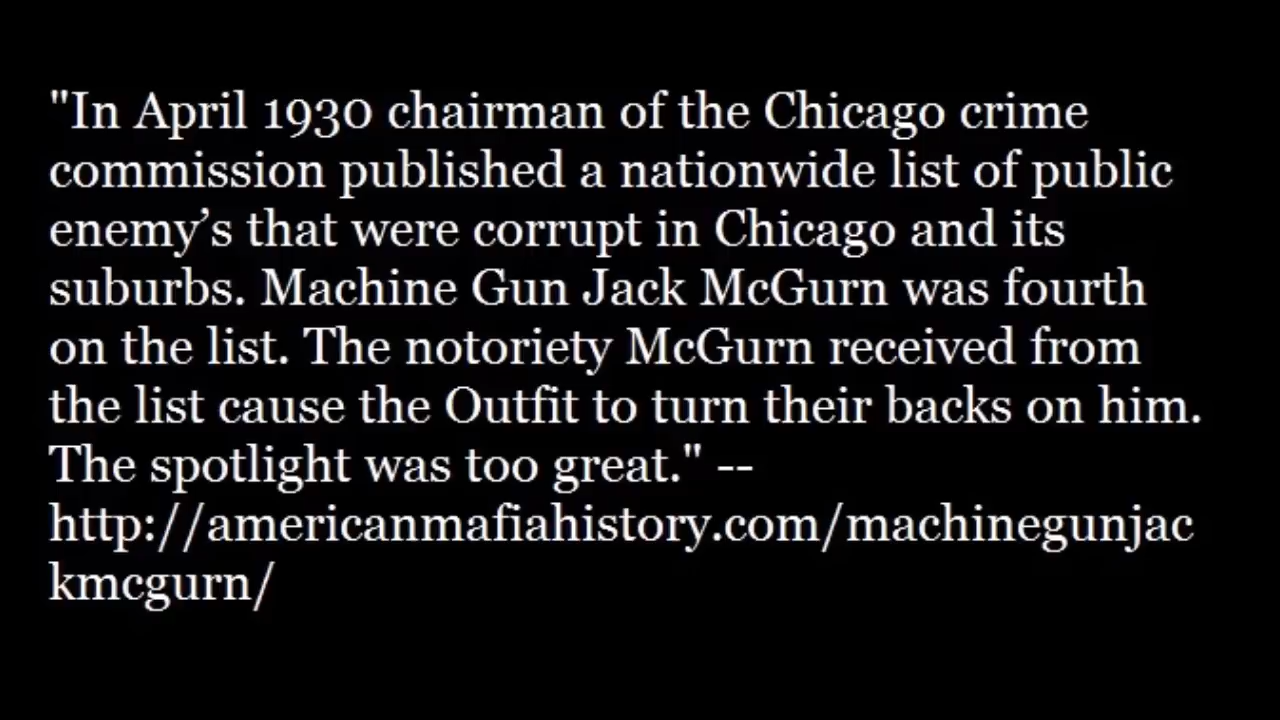 "In April 1930 chairman of the Chicago crime
commission published a nationwide list of public
enemy’s that were corrupt in Chicago and its
suburbs. Machine Gun Jack McGurn was fourth
on the list. The notoriety McGurn received from
the list cause the Outfit to turn their backs on him.
The spotlight was too great." --
http://americanmafiahistory.com/machinegunjac
kmcgurn/